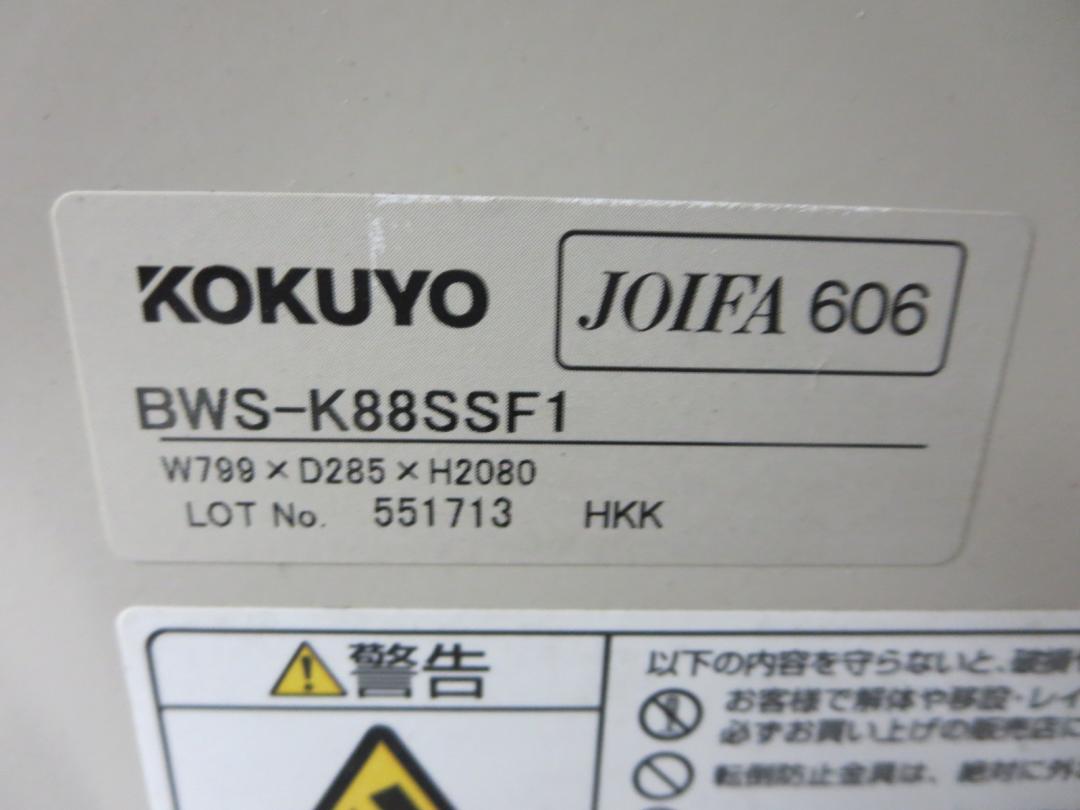 KOKUYO
JOIFA 606
BWS-K88SSF1
W799×D285×H2080
LOT No. 551713 HKK
警告
以下の内容を守らないと、破損
お客様で解体や移設・レイ
必ずお買い上げの販売店に
転倒防止金具は、絶対に外